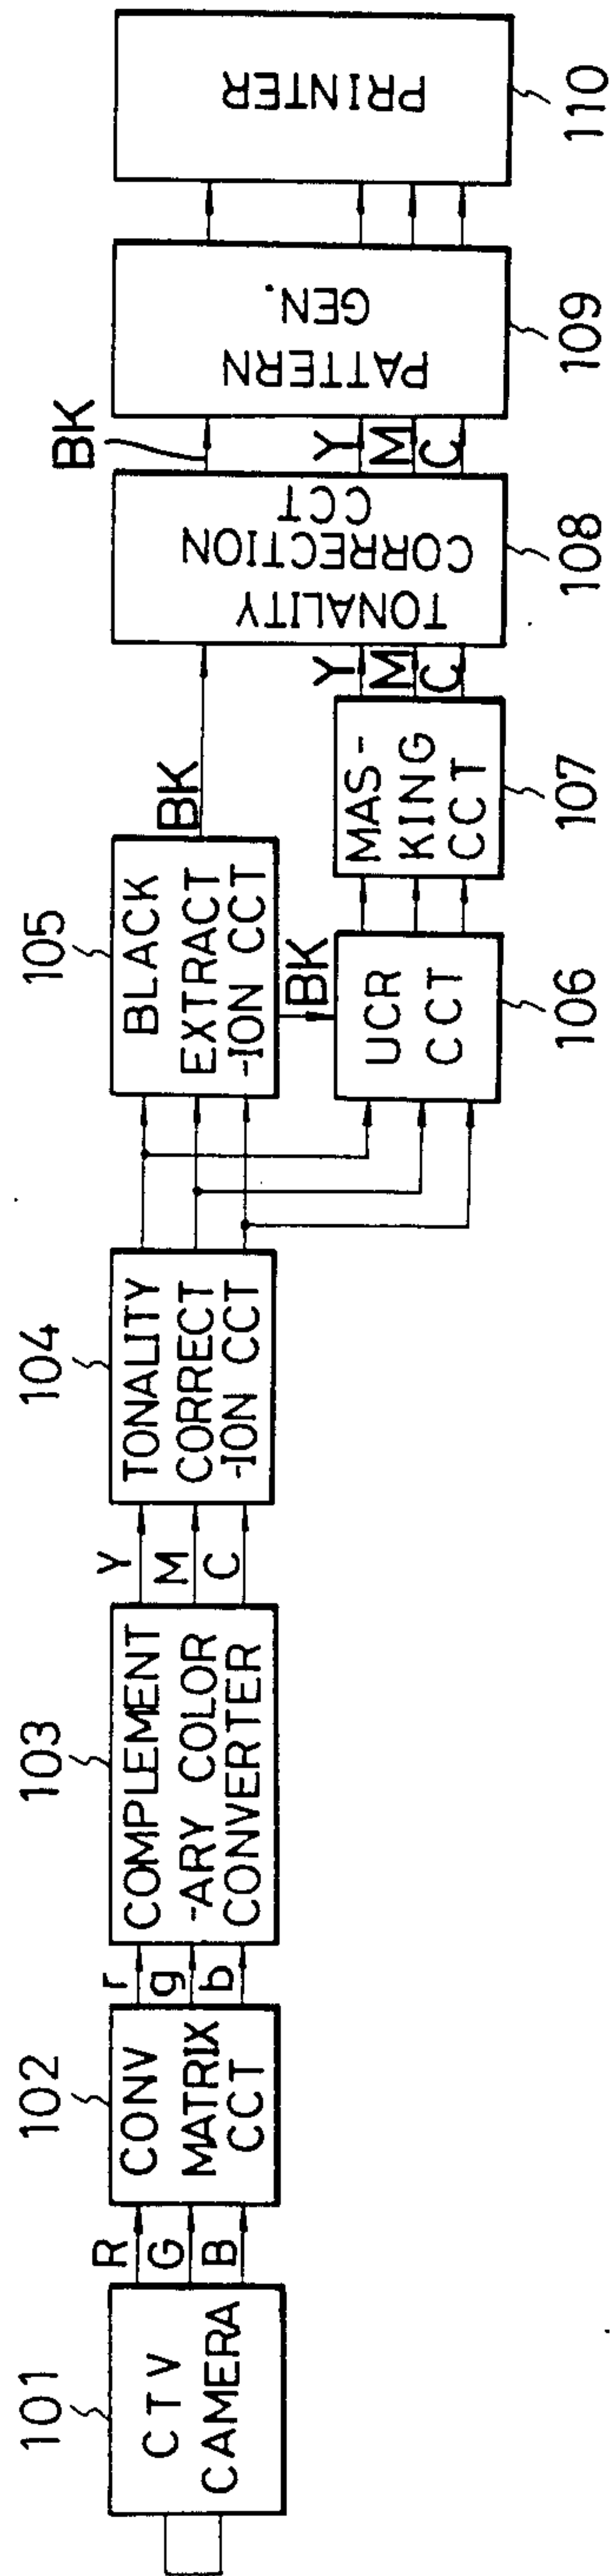 101
CTV
CAMERA
R
G
B
102
CONV
MATRIX
CCT
r
g
b
103
COMPLEMENT
-ARY COLOR
CONVERTER
Y
M
C
104
TONALITY
CORRECT
-ION CCT
105
BLACK
EXTRACT
-ION CCT
BK
BK
UCR
CCT
106
MAS-
KING
CCT
107
Y
M
C
TONALITY
CORRECTION
CCT
108
BK
Y
M
C
PATTERN
GEN.
109
PRINTER
110